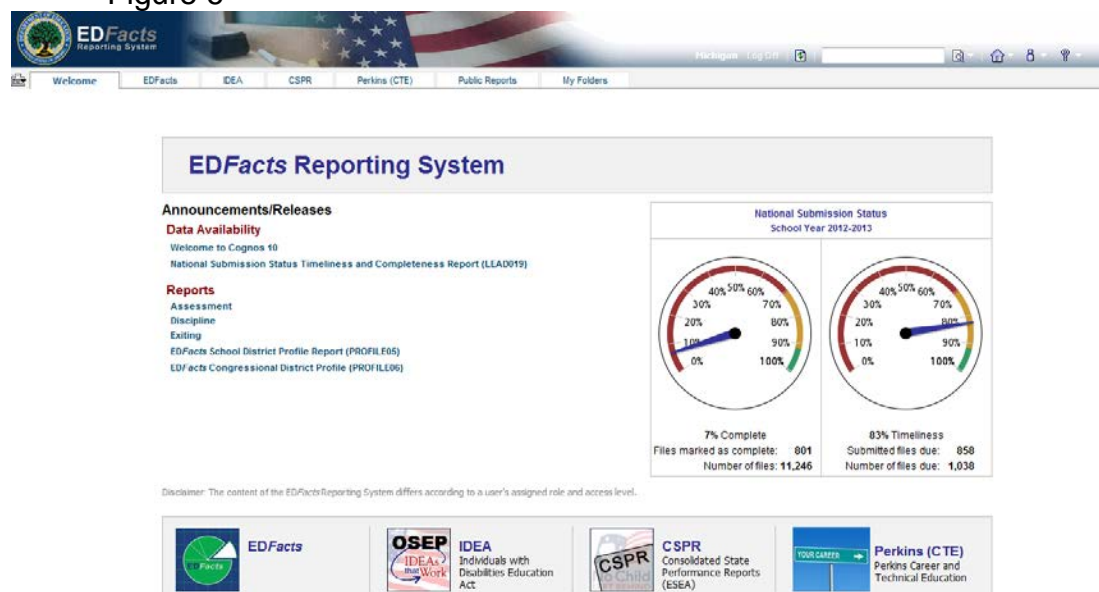 EDFacts
Reporting System
Michigan Log Off
Welcome EDFacts IDEA CSPR Perkins (CTE) Public Reports My Folders
EDFacts Reporting System
Announcements/Releases
Data Availability
Welcome to Cognos 10
National Submission Status Timeliness and Completeness Report (LEAD019)
Reports
Assessment
Discipline
Exiting
EDFacts School District Profile Report (PROFILE05)
EDFacts Congressional District Profile (PROFILE06)
National Submission Status
School Year 2012-2013
0% 10% 20% 30% 40% 50% 60% 70% 80% 90% 100%
0% 10% 20% 30% 40% 50% 60% 70% 80% 90% 100%
7% Complete
Files marked as complete: 801
Number of files: 11,246
83% Timeliness
Submitted files due: 858
Number of files due: 1,038
Disclaimer: The content of the EDFacts Reporting System differs according to a user's assigned role and access level.
EDFacts
EDFacts
OSEP
IDEAs
that Work
IDEA
Individuals with
Disabilities Education
Act
CSPR
CSPR
Consolidated State
Performance Reports
(ESEA)
YOUR CAREER
Perkins (CTE)
Perkins Career and
Technical Education